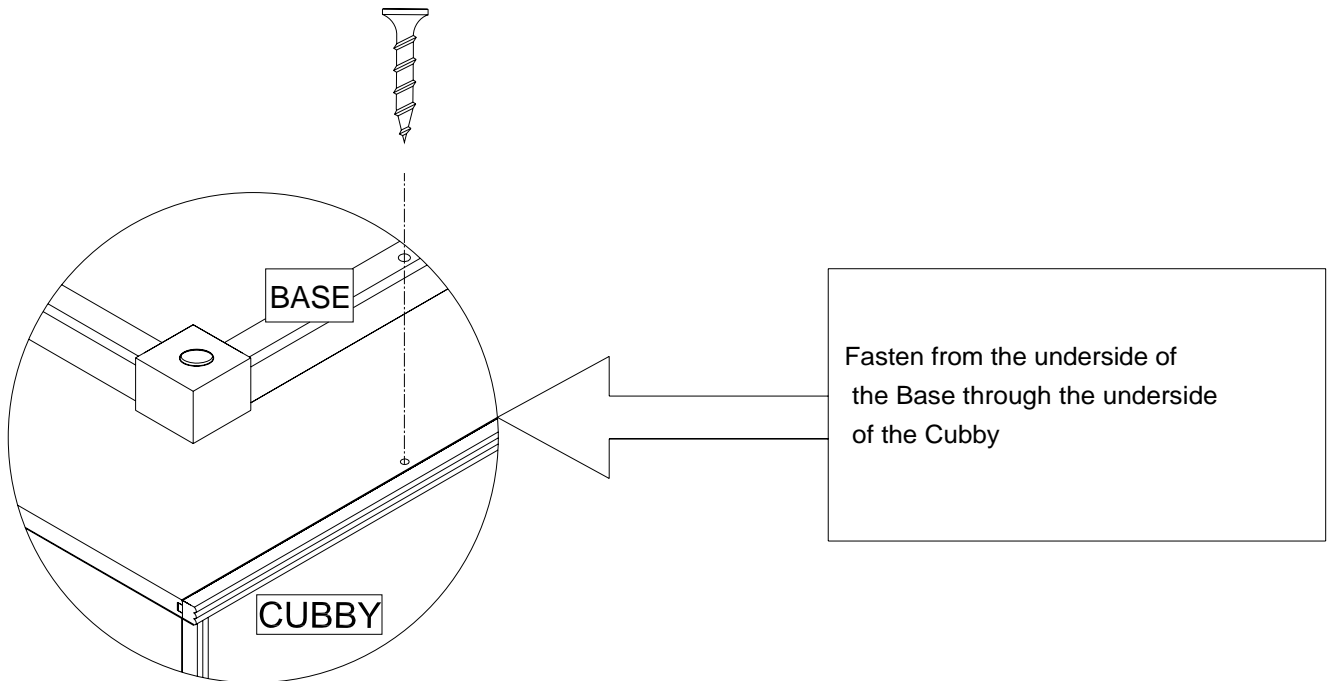 BASE
Fasten from the underside of
the Base through the underside
of the Cubby
CUBBY